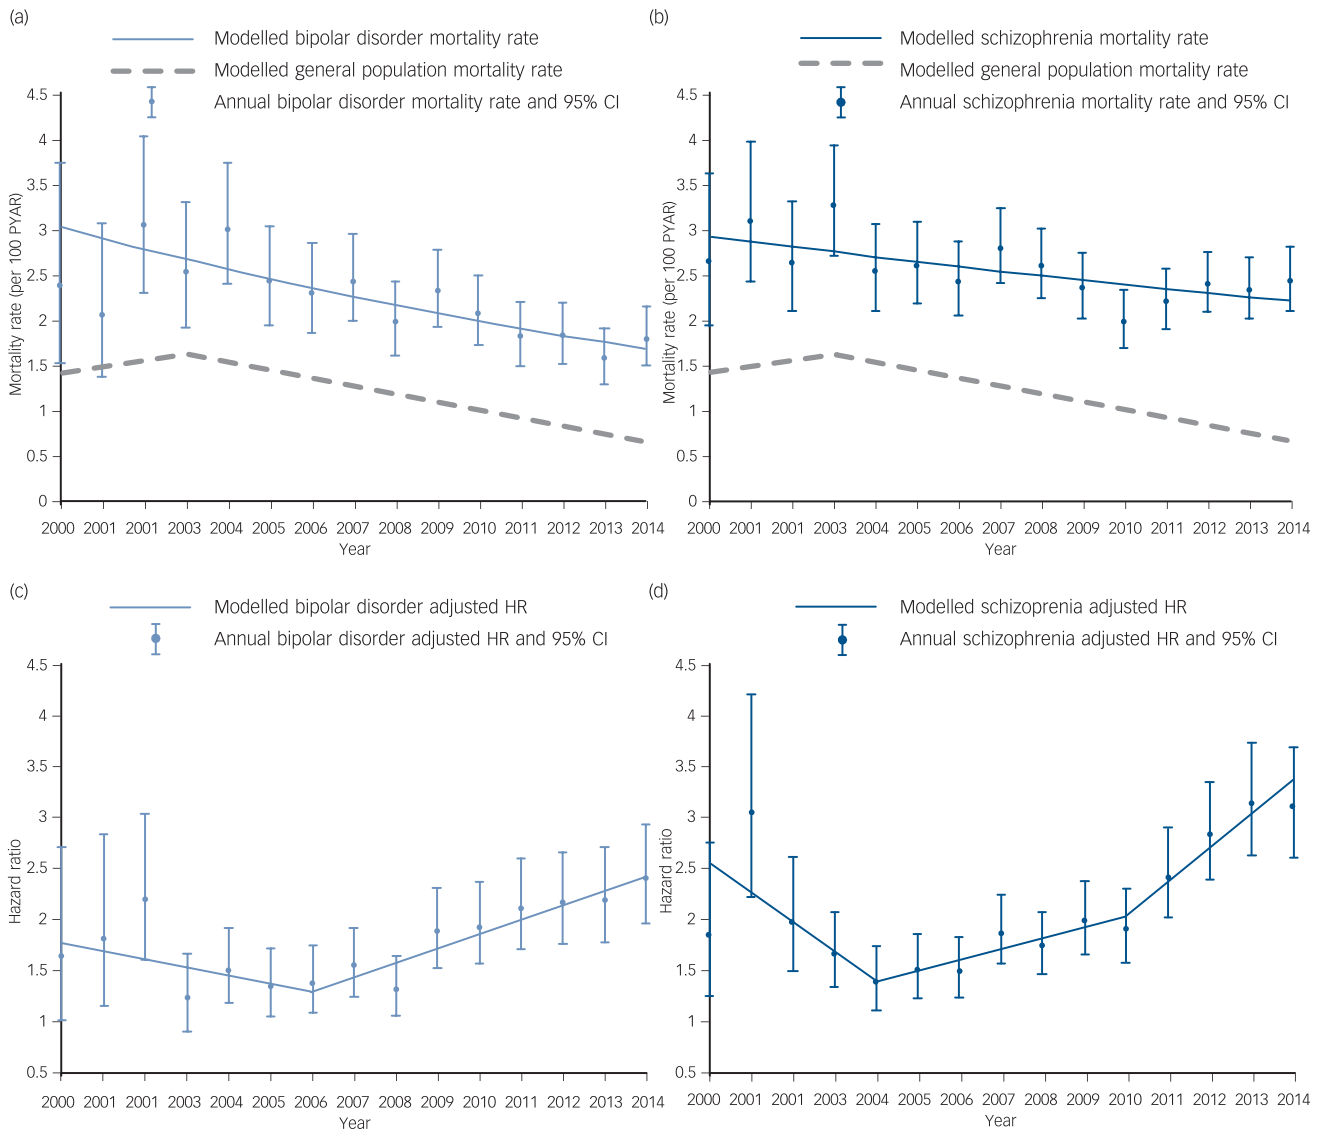 (a)
Modelled bipolar disorder mortality rate
Modelled general population mortality rate
Annual bipolar disorder mortality rate and 95% CI
4.5
4
3.5
3
2.5
2
1.5
1
0.5
0
Mortality rate (per 100 PYAR)
2000 2001 2001 2003 2004 2005 2006 2007 2008 2009 2010 2011 2012 2013 2014
Year
(b)
Modelled schizophrenia mortality rate
Modelled general population mortality rate
Annual schizophrenia mortality rate and 95% CI
4.5
4
3.5
3
2.5
2
1.5
1
0.5
0
Mortality rate (per 100 PYAR)
2000 2001 2001 2003 2004 2005 2006 2007 2008 2009 2010 2011 2012 2013 2014
Year
(c)
Modelled bipolar disorder adjusted HR
Annual bipolar disorder adjusted HR and 95% CI
4.5
4
3.5
3
2.5
2
1.5
1
0.5
Hazard ratio
2000 2001 2001 2003 2004 2005 2006 2007 2008 2009 2010 2011 2012 2013 2014
Year
(d)
Modelled schizoprenia adjusted HR
Annual schizophrenia adjusted HR and 95% CI
4.5
4
3.5
3
2.5
2
1.5
1
0.5
Hazard ratio
2000 2001 2001 2003 2004 2005 2006 2007 2008 2009 2010 2011 2012 2013 2014
Year